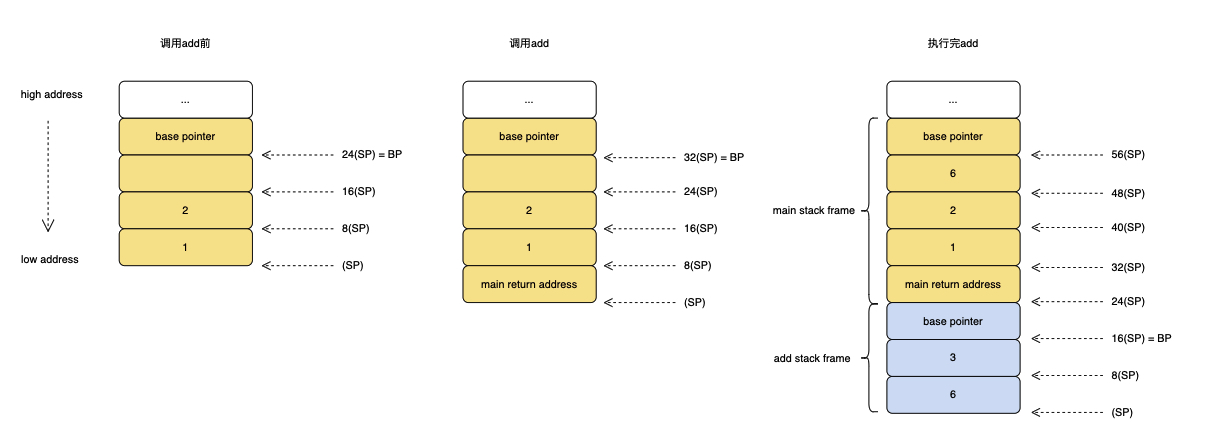 调用add前
调用add
执行完add
high address
low address
...
base pointer
2
1
24(SP) = BP
16(SP)
8(SP)
(SP)
...
base pointer
2
1
main return address
32(SP) = BP
24(SP)
16(SP)
8(SP)
(SP)
main stack frame
add stack frame
...
base pointer
6
2
1
main return address
base pointer
3
6
56(SP)
48(SP)
40(SP)
32(SP)
24(SP)
16(SP) = BP
8(SP)
(SP)